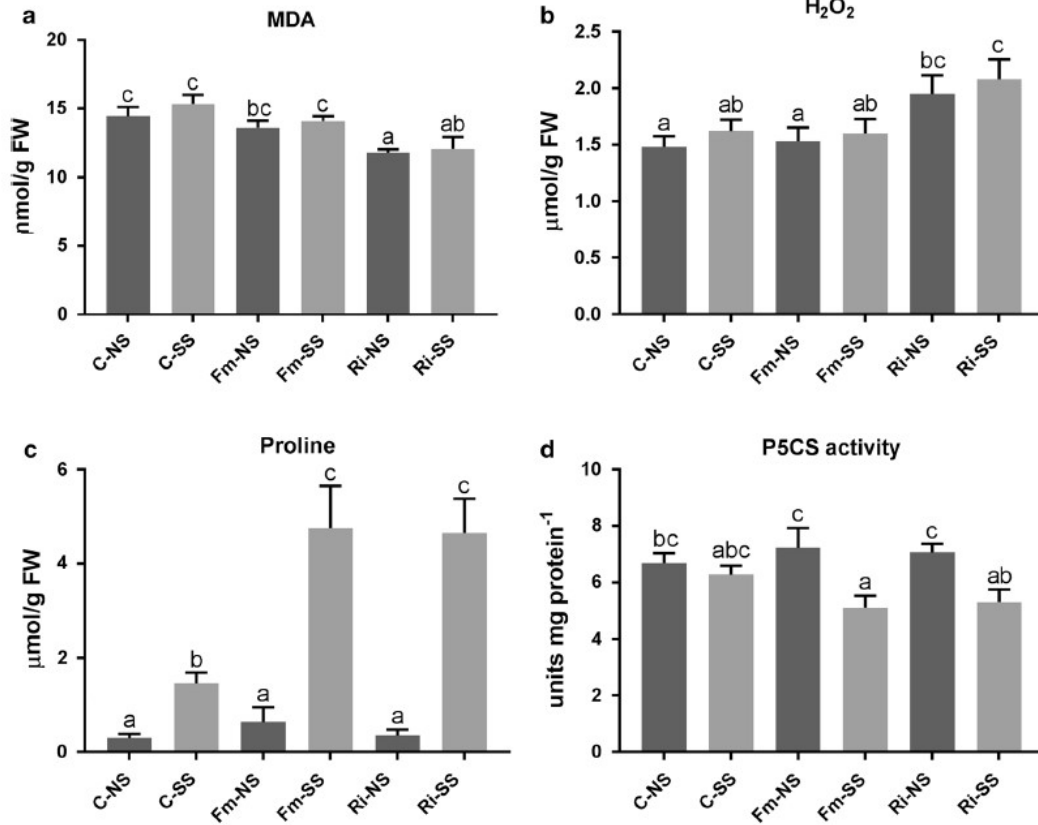 a
MDA
20
15
10
5
0
nmol/g FW
c
c
bc
c
a
ab
C-NS
C-SS
Fm-NS
Fm-SS
Ri-NS
Ri-SS
b
H₂O₂
2.5
2.0
1.5
1.0
0.5
0.0
μmol/g FW
a
ab
a
ab
bc
c
C-NS
C-SS
Fm-NS
Fm-SS
Ri-NS
Ri-SS
c
Proline
6
4
2
0
μmol/g FW
a
b
a
c
a
c
C-NS
C-SS
Fm-NS
Fm-SS
Ri-NS
Ri-SS
d
P5CS activity
10
8
6
4
2
0
units mg protein⁻¹
bc
abc
c
a
c
ab
C-NS
C-SS
Fm-NS
Fm-SS
Ri-NS
Ri-SS